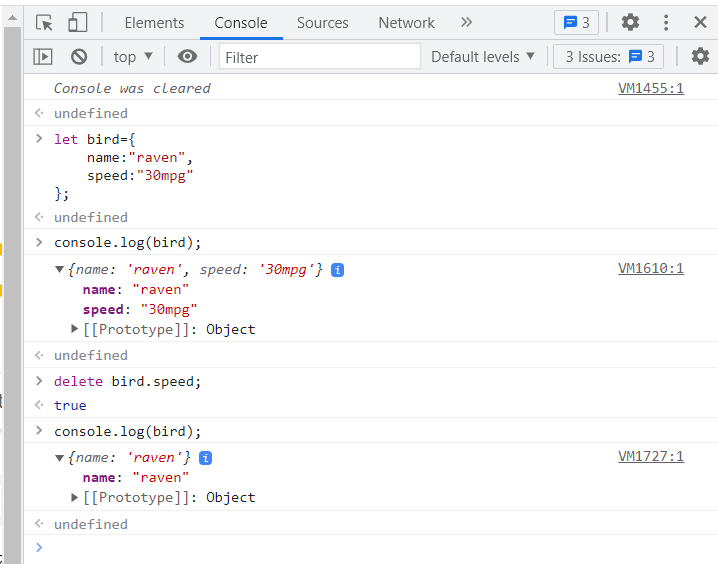 Elements Console Sources Network » 3
top ▼ Filter Default levels ▼ 3 Issues: 3
Console was cleared VM1455:1
undefined
let bird={
name:"raven",
speed:"30mpg"
};
undefined
console.log(bird);
{name: 'raven', speed: '30mpg'} i VM1610:1
name: "raven"
speed: "30mpg"
[[Prototype]]: Object
undefined
delete bird.speed;
true
console.log(bird);
{name: 'raven'} i VM1727:1
name: "raven"
[[Prototype]]: Object
undefined